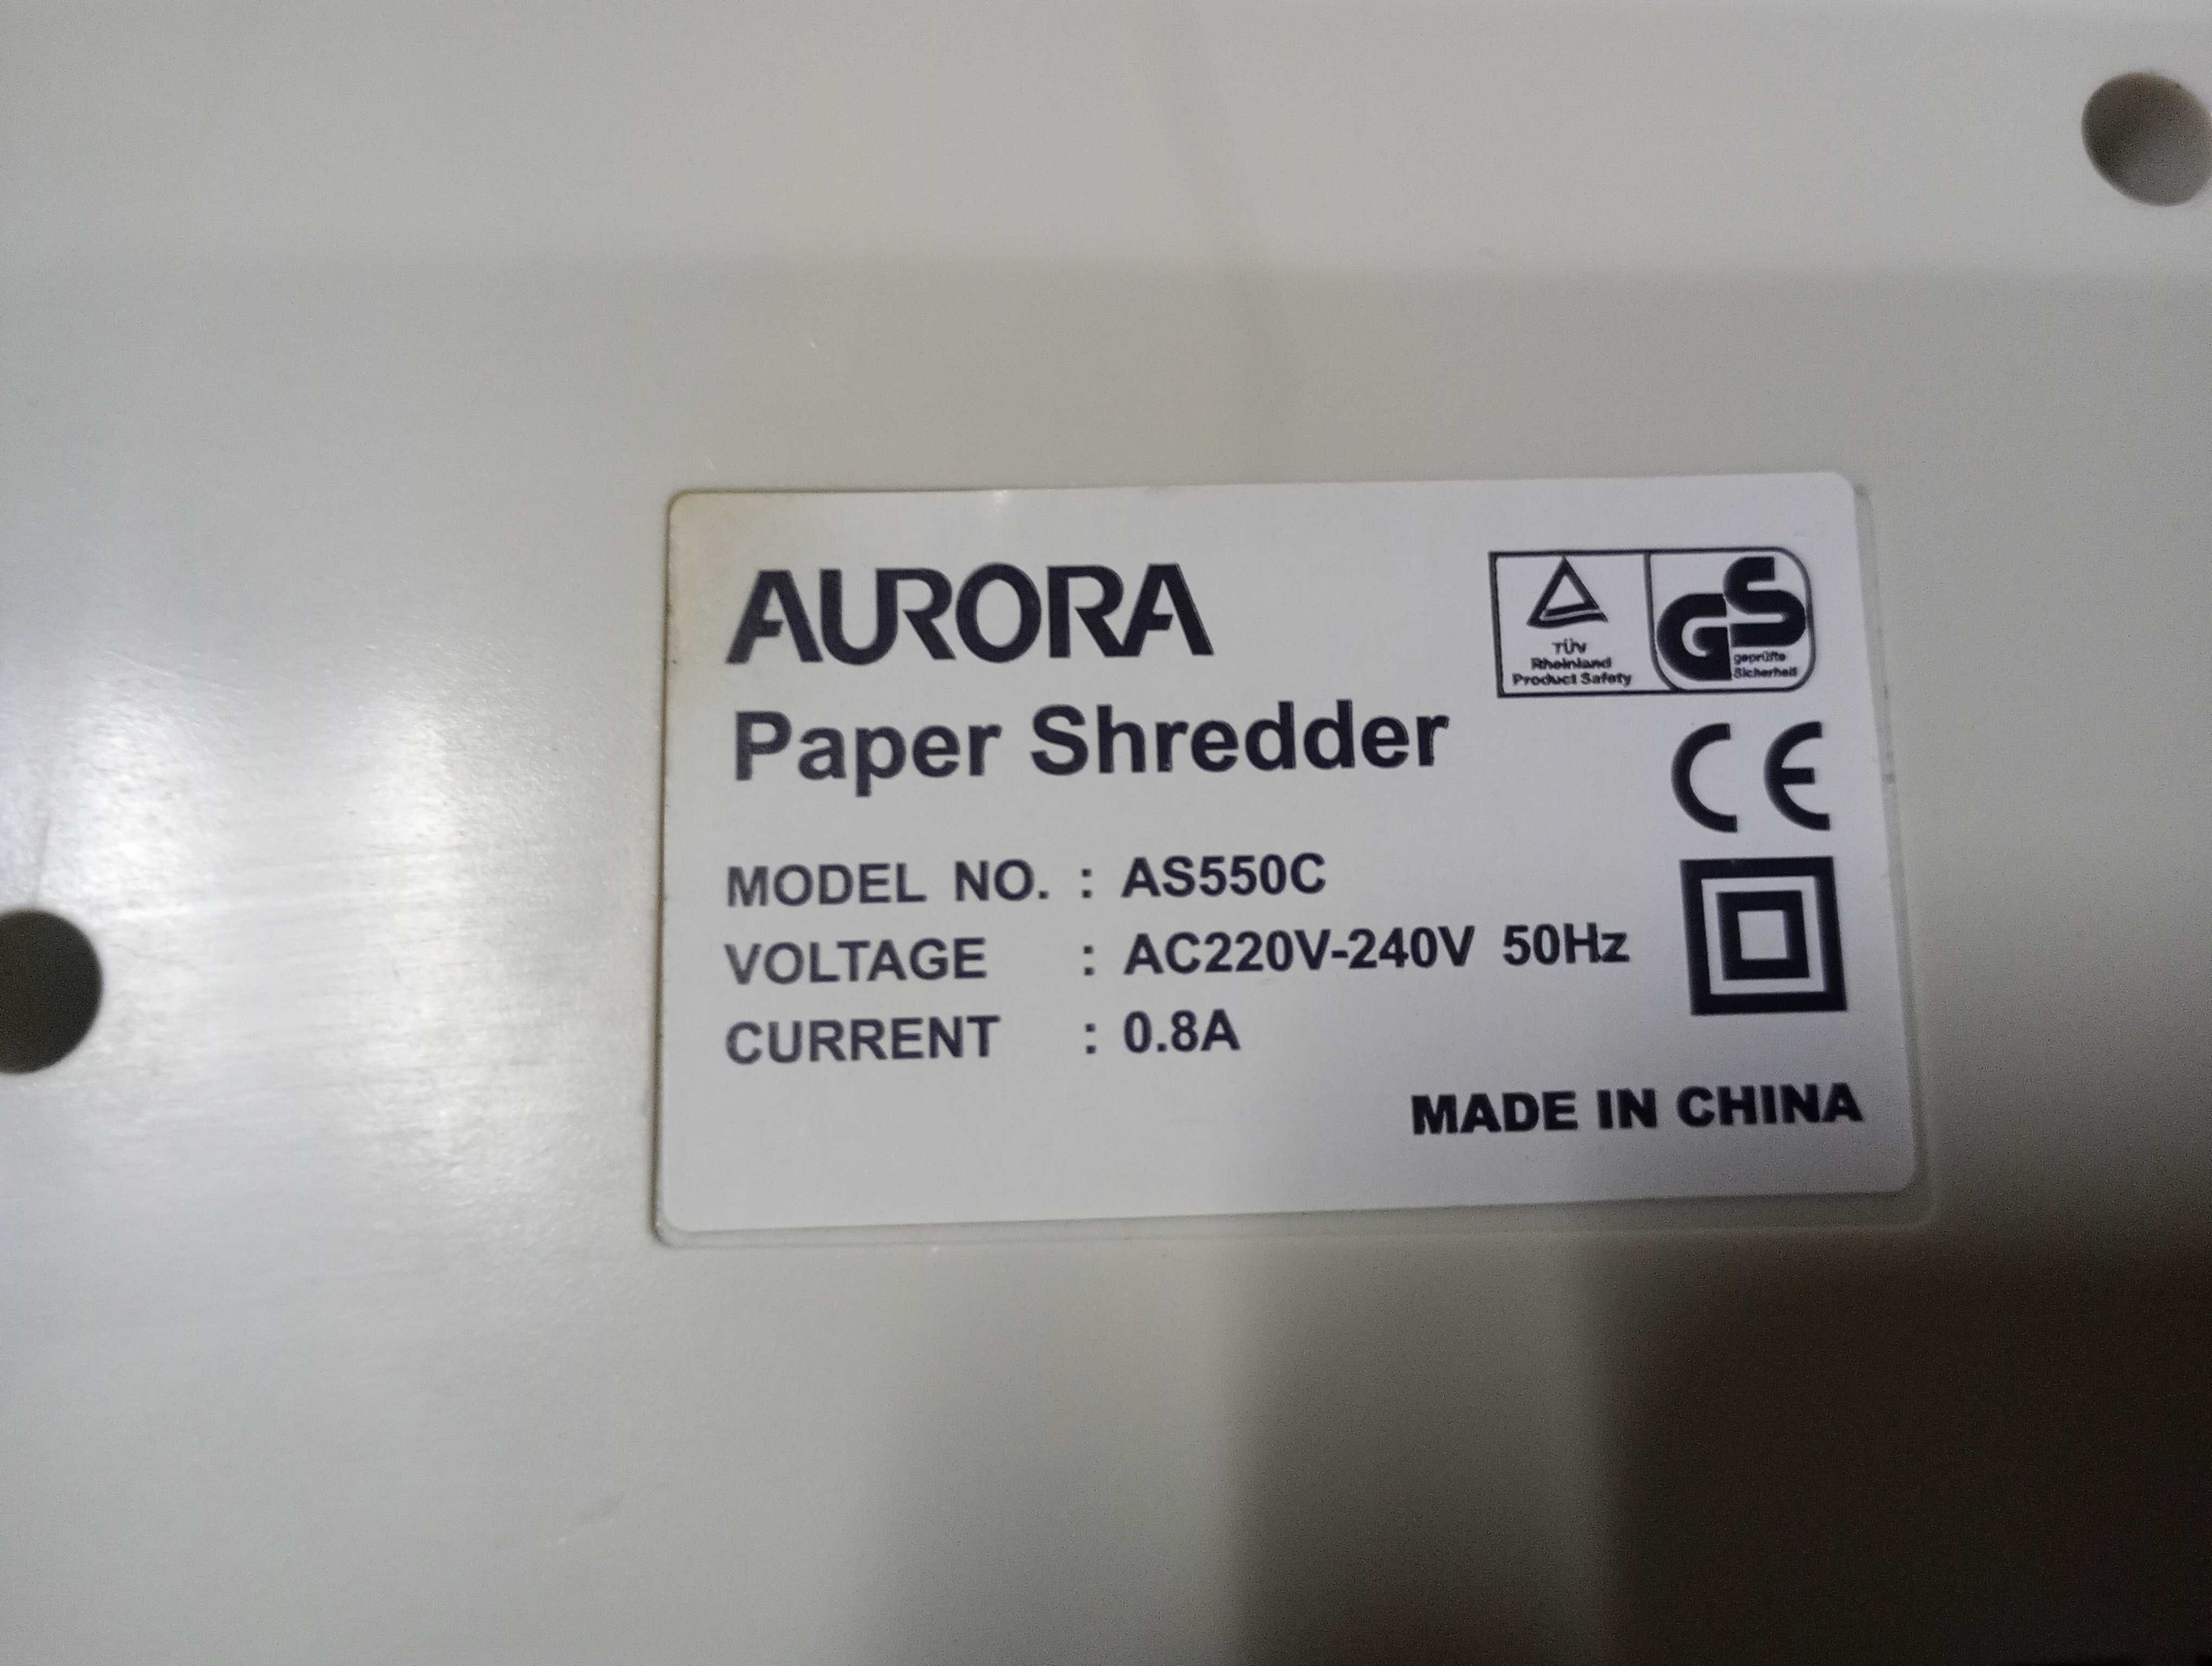 AURORA
TÜV
Rheinland
Product Safety
GS
geprüfte
Sicherheit
Paper Shredder
CE
MODEL NO. : AS550C
VOLTAGE : AC220V-240V 50Hz
CURRENT : 0.8A
MADE IN CHINA